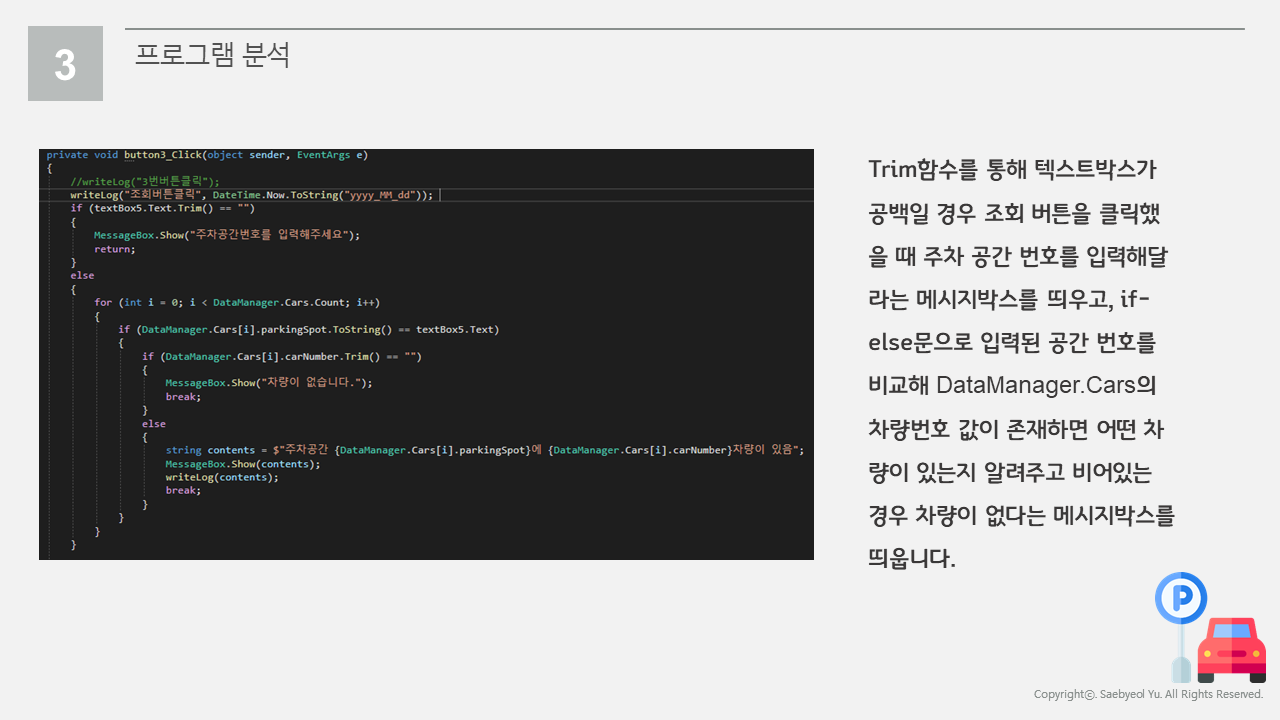 3
프로그램 분석
private void button3_Click(object sender, EventArgs e)
{
//writeLog("3번버튼클릭");
writeLog("조회버튼클릭", DateTime.Now.ToString("yyyy_MM_dd"));
if (textBox5.Text.Trim() == "")
{
MessageBox.Show("주차공간번호를 입력해주세요");
return;
}
else
{
for (int i = 0; i < DataManager.Cars.Count; i++)
{
if (DataManager.Cars[i].parkingSpot.ToString() == textBox5.Text)
{
if (DataManager.Cars[i].carNumber.Trim() == "")
{
MessageBox.Show("차량이 없습니다.");
break;
}
else
{
string contents = $"주차공간 {DataManager.Cars[i].parkingSpot}에 {DataManager.Cars[i].carNumber}차량이 있음";
MessageBox.Show(contents);
writeLog(contents);
break;
}
}
}
}
Trim함수를 통해 텍스트박스가
공백일 경우 조회 버튼을 클릭했
을 때 주차 공간 번호를 입력해달
라는 메시지박스를 띄우고, if-
else문으로 입력된 공간 번호를
비교해 DataManager.Cars의
차량번호 값이 존재하면 어떤 차
량이 있는지 알려주고 비어있는
경우 차량이 없다는 메시지박스를
띄웁니다.
P
Copyrightⓒ. Saebyeol Yu. All Rights Reserved.